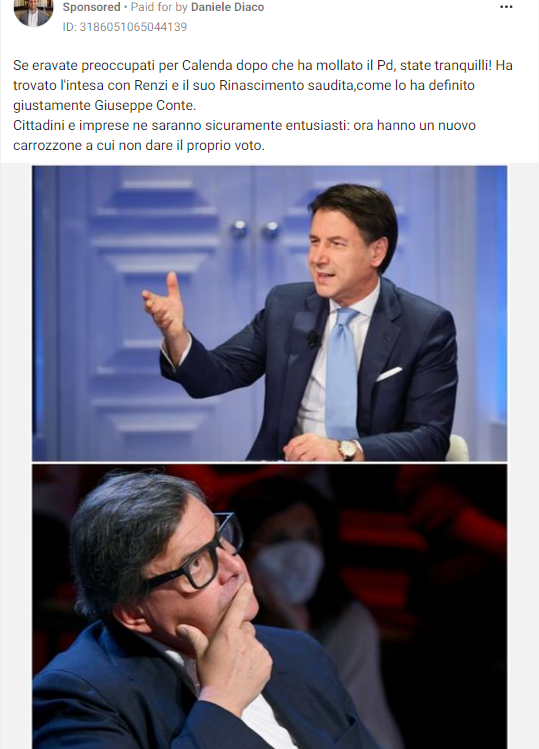 Sponsored • Paid for by Daniele Diaco
ID: 3186051065044139
Se eravate preoccupati per Calenda dopo che ha mollato il Pd, state tranquilli! Ha
trovato l'intesa con Renzi e il suo Rinascimento saudita,come lo ha definito
giustamente Giuseppe Conte.
Cittadini e imprese ne saranno sicuramente entusiasti: ora hanno un nuovo
carrozzone a cui non dare il proprio voto.